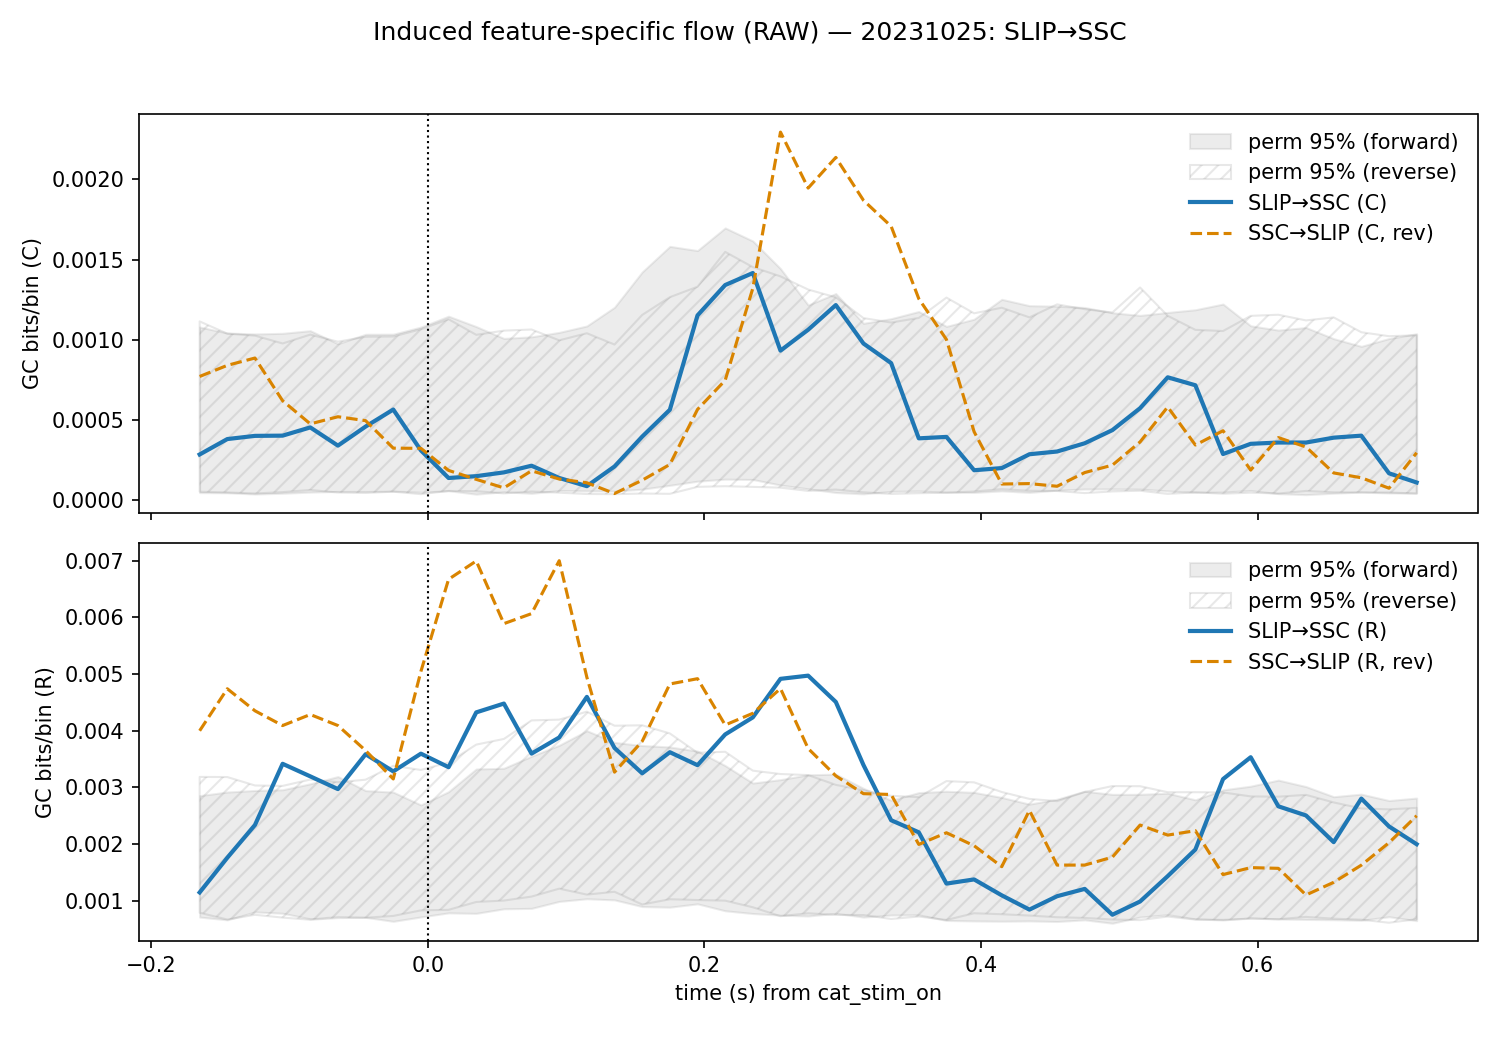 Induced feature-specific flow (RAW) — 20231025: SLIP→SSC
GC bits/bin (C)
0.0020
0.0015
0.0010
0.0005
0.0000
perm 95% (forward)
perm 95% (reverse)
SLIP→SSC (C)
SSC→SLIP (C, rev)
GC bits/bin (R)
0.007
0.006
0.005
0.004
0.003
0.002
0.001
perm 95% (forward)
perm 95% (reverse)
SLIP→SSC (R)
SSC→SLIP (R, rev)
−0.2 0.0 0.2 0.4 0.6
time (s) from cat_stim_on